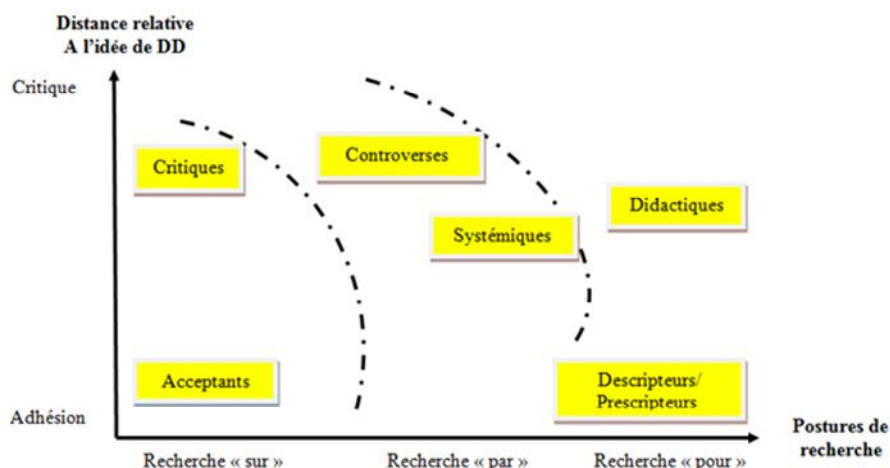 Distance relative
A l'idée de DD
Critique
Critiques
Controverses
Didactiques
Systémiques
Acceptants
Descripteurs/
Prescripteurs
Adhésion
Postures de
recherche
Recherche « sur »
Recherche « par »
Recherche « pour »